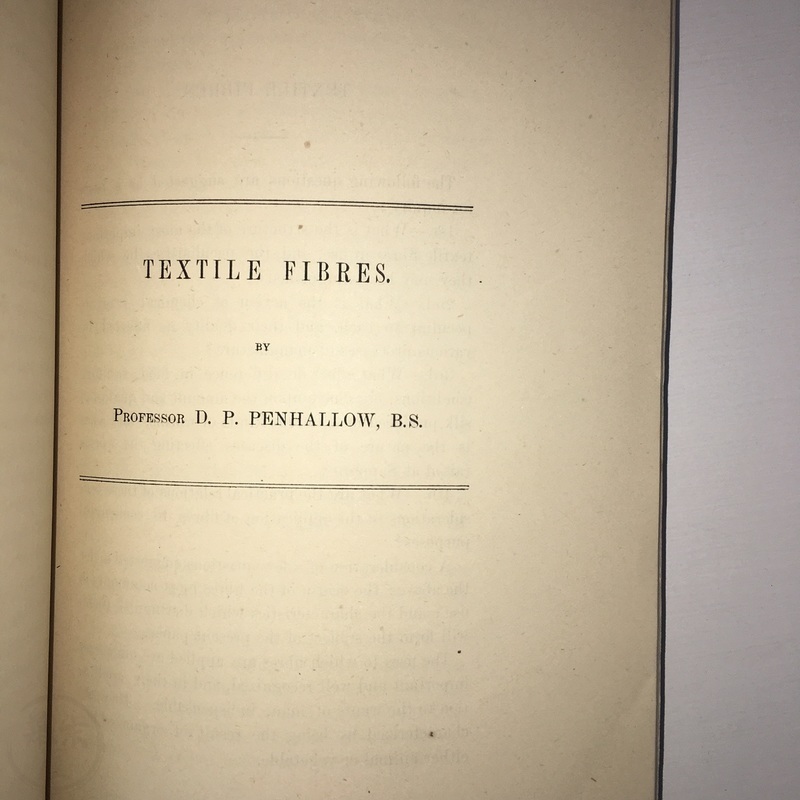 TEXTILE FIBRES.
BY
PROFESSOR D. P. PENHALLOW, B.S.